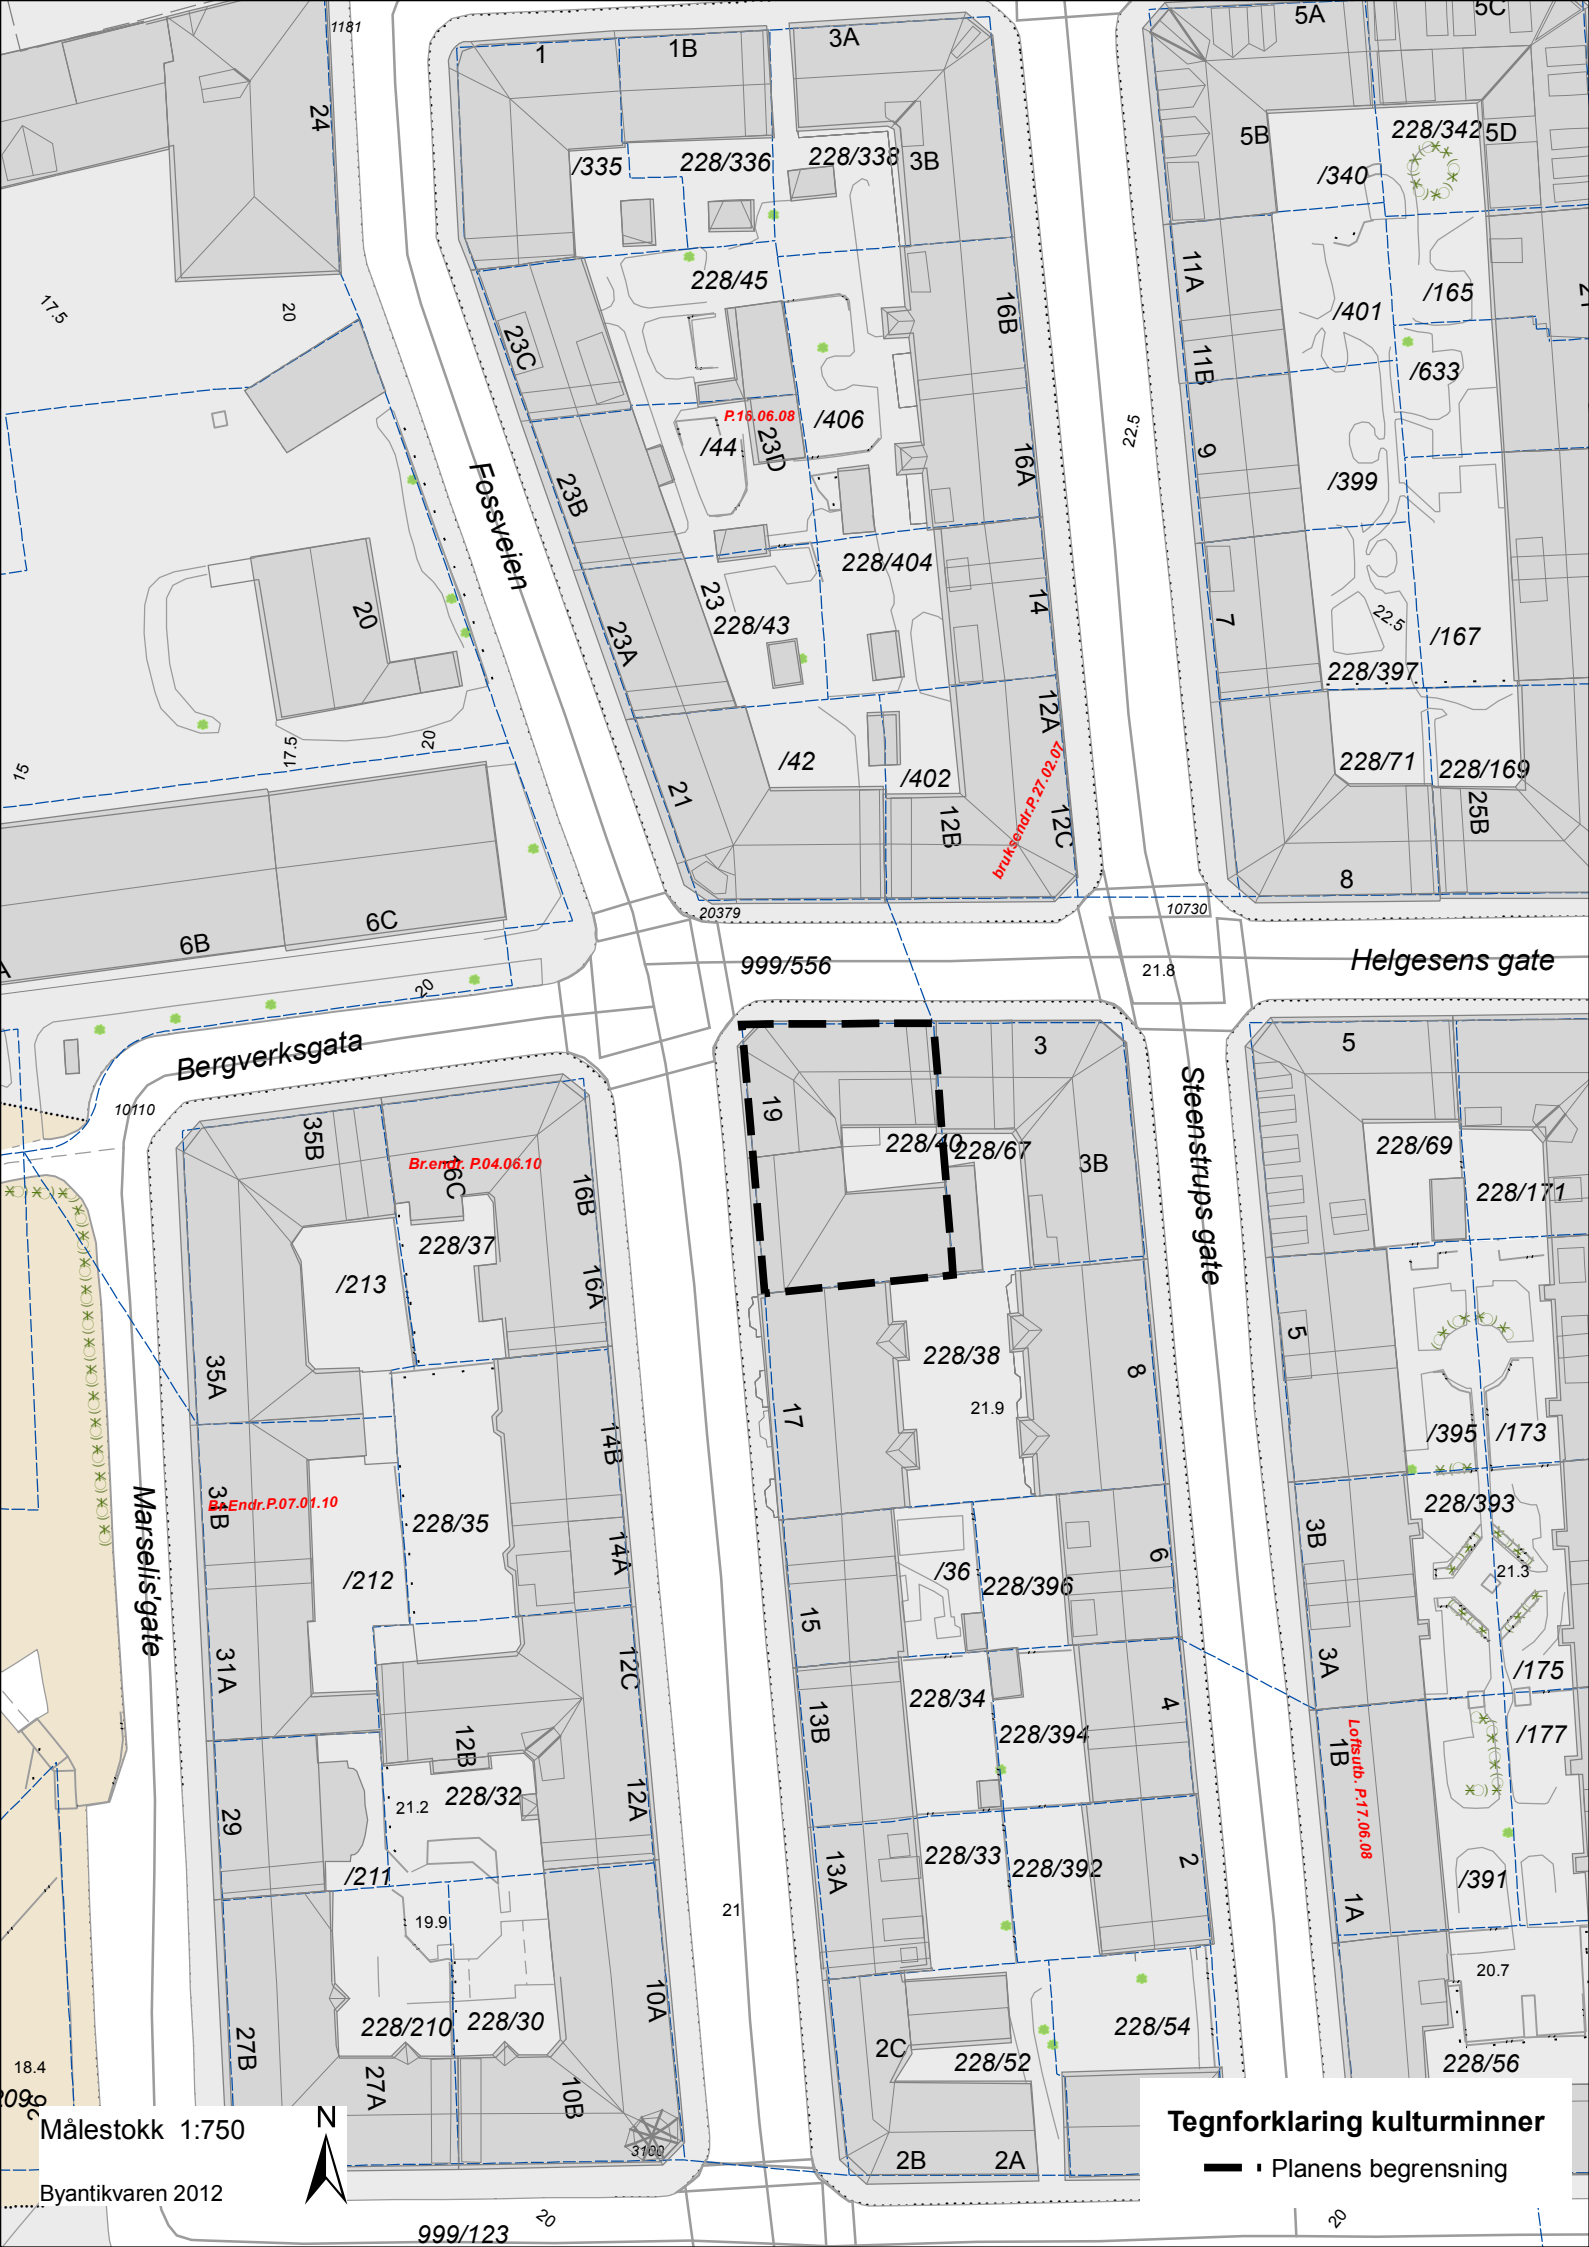 1181
1
1B
3A
5A
5C
24
/335
228/336
228/338
3B
5B
228/342
5D
/340
17.5
20
228/45
16B
11A
/165
/401
23C
11B
/633
P.16.06.08
/406
22.5
/44
23D
16A
9
/399
23B
Fossveien
228/404
20
23
14
228/43
23A
7
22.5
/167
228/397
12A
17.5
20
15
/42
/402
228/71
228/169
21
12B
bruksendr.P.27.02.07
12C
25B
8
20379
10730
6C
6B
999/556
21.8
Helgesens gate
20
Bergverksgata
3
5
19
10110
35B
228/40
228/67
3B
228/69
Br.endr. P.04.06.10
16C
16B
Steenstrups gate
228/171
228/37
/213
16A
5
35A
228/38
8
21.9
17
14B
/395
/173
31B
Br.Endr.P.07.01.10
228/393
Marselis'gate
228/35
3B
14A
6
/212
/36
228/396
21.3
15
31A
12C
3A
/175
228/34
4
13B
228/394
/177
12B
1B
Loftsutb. P.17.06.08
21.2
228/32
12A
29
228/33
228/392
2
/211
13A
/391
21
1A
19.9
20.7
10A
228/210
228/30
228/54
27B
2C
228/52
228/56
18.4
27A
10B
Målestokk 1:750
N
3100
2B
2A
Tegnforklaring kulturminner
Planens begrensning
Byantikvaren 2012
20
20
999/123